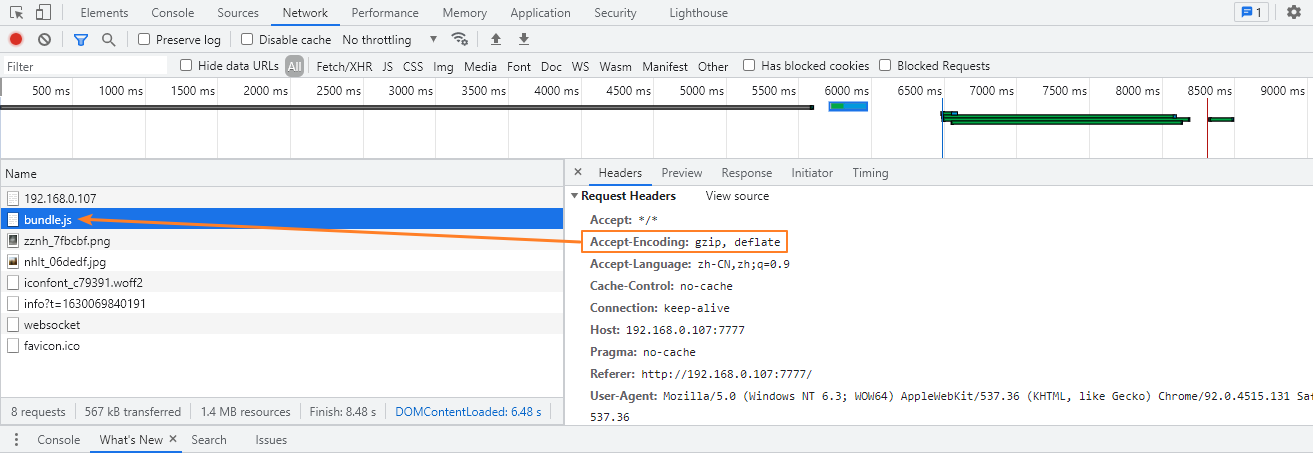 Elements Console Sources Network Performance Memory Application Security Lighthouse 1
Preserve log Disable cache No throttling
Filter Hide data URLs All Fetch/XHR JS CSS Img Media Font Doc WS Wasm Manifest Other Has blocked cookies Blocked Requests
500 ms 1000 ms 1500 ms 2000 ms 2500 ms 3000 ms 3500 ms 4000 ms 4500 ms 5000 ms 5500 ms 6000 ms 6500 ms 7000 ms 7500 ms 8000 ms 8500 ms 9000 ms
Name
192.168.0.107
bundle.js
zznh_7fbcbf.png
nhlt_06dedf.jpg
iconfont_c79391.woff2
info?t=1630069840191
websocket
favicon.ico
8 requests 567 kB transferred 1.4 MB resources Finish: 8.48 s DOMContentLoaded: 6.48 s
× Headers Preview Response Initiator Timing
Request Headers View source
Accept: */*
Accept-Encoding: gzip, deflate
Accept-Language: zh-CN,zh;q=0.9
Cache-Control: no-cache
Connection: keep-alive
Host: 192.168.0.107:7777
Pragma: no-cache
Referer: http://192.168.0.107:7777/
User-Agent: Mozilla/5.0 (Windows NT 6.3; WOW64) AppleWebKit/537.36 (KHTML, like Gecko) Chrome/92.0.4515.131 Saf
537.36
Console What's New × Search Issues